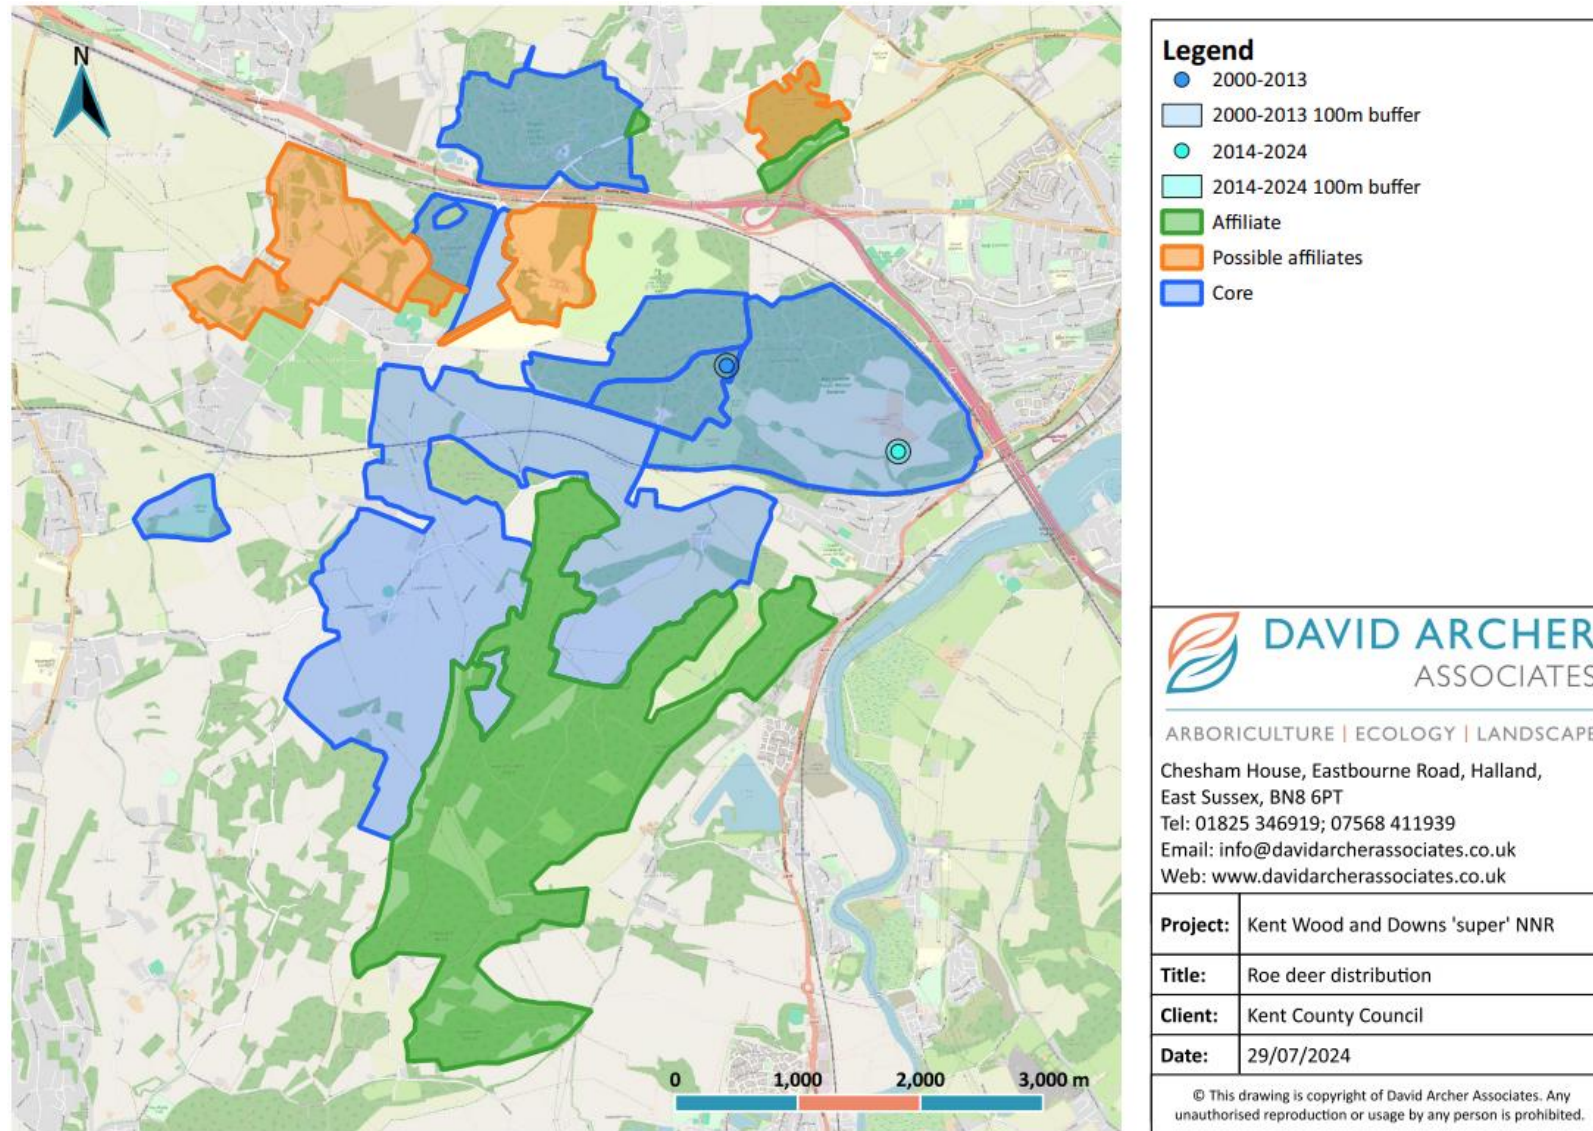 N
0 1,000 2,000 3,000 m
Legend
2000-2013
2000-2013 100m buffer
2014-2024
2014-2024 100m buffer
Affiliate
Possible affiliates
Core
DAVID ARCHER
ASSOCIATES
ARBORICULTURE | ECOLOGY | LANDSCAPE
Chesham House, Eastbourne Road, Halland,
East Sussex, BN8 6PT
Tel: 01825 346919; 07568 411939
Email: info@davidarcherassociates.co.uk
Web: www.davidarcherassociates.co.uk
Project: Kent Wood and Downs 'super' NNR
Title: Roe deer distribution
Client: Kent County Council
Date: 29/07/2024
© This drawing is copyright of David Archer Associates. Any
unauthorised reproduction or usage by any person is prohibited.